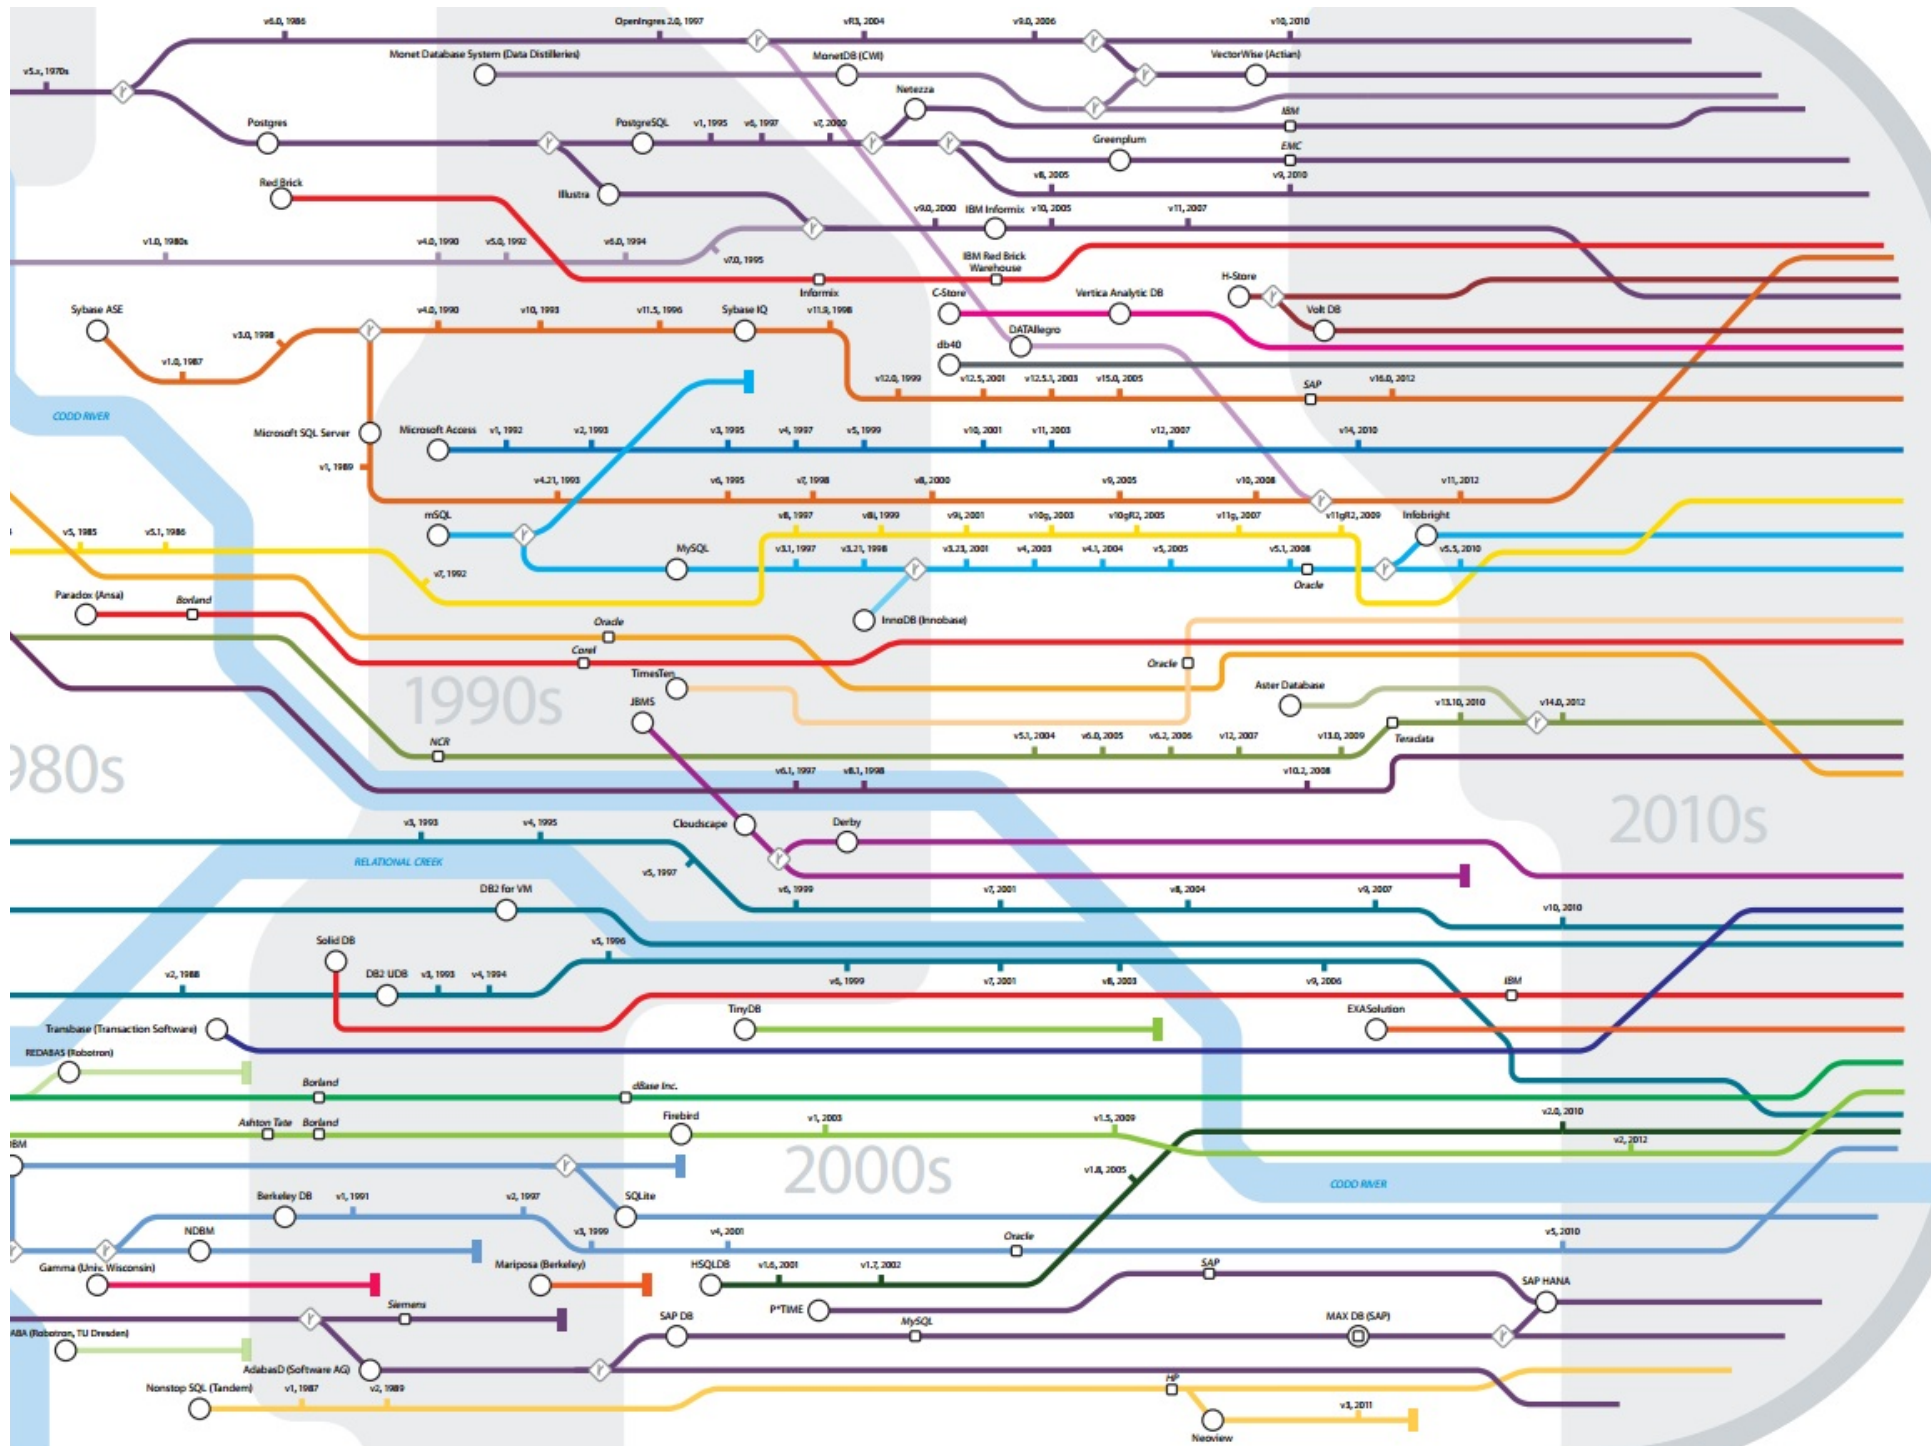 v6.0, 1986
OpenIngres 2.0, 1997
vR3, 2004
v9.0, 2006
v10, 2010
Monet Database System (Data Distilleries)
MonetDB (CWI)
VectorWise (Actian)
v5.x, 1970s
Netezza
IBM
Postgres
PostgreSQL
v1, 1995
v6, 1997
v7, 2000
Greenplum
EMC
Red Brick
Illustra
v8, 2005
v9, 2010
v9.0, 2000
IBM Informix
v10, 2005
v11, 2007
v1.0, 1980s
v4.0, 1990
v5.0, 1992
v6.0, 1994
v7.0, 1995
IBM Red Brick
Warehouse
Informix
H-Store
C-Store
Vertica Analytic DB
Volt DB
Sybase ASE
v4.0, 1990
v10, 1993
v11.5, 1996
Sybase IQ
v11.9, 1998
v3.0, 1998
DATAllegro
db40
v1.0, 1987
v12.0, 1999
v12.5, 2001
v12.5.1, 2003
v15.0, 2005
SAP
v16.0, 2012
CODD RIVER
Microsoft SQL Server
Microsoft Access
v1, 1992
v2, 1993
v3, 1995
v4, 1997
v5, 1999
v10, 2001
v11, 2003
v12, 2007
v14, 2010
v1, 1989
v4.21, 1993
v6, 1995
v7, 1998
v8, 2000
v9, 2005
v10, 2008
v11, 2012
mSQL
v8, 1997
v8i, 1999
v9i, 2001
v10g, 2003
v10gR2, 2005
v11g, 2007
v11gR2, 2009
Infobright
v5, 1985
v5.1, 1986
MySQL
v3.1, 1997
v3.21, 1998
v3.23, 2001
v4, 2003
v4.1, 2004
v5, 2005
v5.1, 2008
v5.5, 2010
v7, 1992
Oracle
Paradox (Ansa)
Borland
InnoDB (Innobase)
Oracle
Corel
Oracle
TimesTen
Aster Database
1990s
JBMS
v13.10, 2010
v14.0, 2012
NCR
v5.1, 2004
v6.0, 2005
v6.2, 2006
v12, 2007
v13.0, 2009
Teradata
980s
v6.1, 1997
v8.1, 1998
v10.2, 2008
2010s
v3, 1993
v4, 1995
Cloudscape
Derby
RELATIONAL CREEK
v5, 1997
DB2 for VM
v6, 1999
v7, 2001
v8, 2004
v9, 2007
v10, 2010
Solid DB
v5, 1996
v2, 1988
DB2 UDB
v3, 1993
v4, 1994
v6, 1999
v7, 2001
v8, 2003
v9, 2006
IBM
Transbase (Transaction Software)
TinyDB
EXASolution
REDABAS (Robotron)
Borland
dBase Inc.
Ashton Tate
Borland
Firebird
v1, 2003
v1.5, 2009
v2.0, 2010
v2, 2012
BM
2000s
v1.8, 2005
CODD RIVER
Berkeley DB
v1, 1991
v2, 1997
SQLite
NDBM
v3, 1999
v4, 2001
Oracle
v5, 2010
Gamma (Univ. Wisconsin)
Mariposa (Berkeley)
HSQLDB
v1.6, 2001
v1.7, 2002
SAP
SAP HANA
Siemens
P*TIME
SAP DB
MySQL
MAX DB (SAP)
ABA (Robotron, TU Dresden)
AdabasD (Software AG)
Nonstop SQL (Tandem)
v1, 1987
v2, 1989
HP
v3, 2011
Neoview